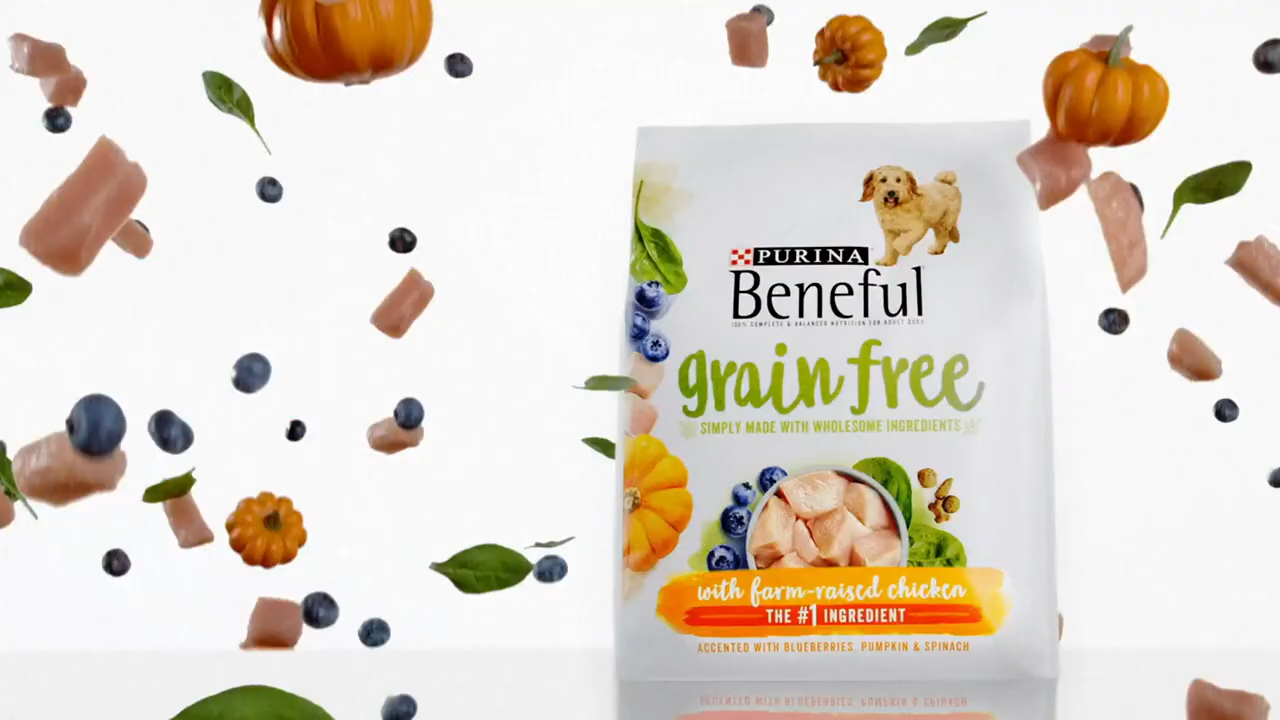 PURINA
Beneful
100% COMPLETE & BALANCED NUTRITION FOR ADULT DOGS
grain free
SIMPLY MADE WITH WHOLESOME INGREDIENTS
with farm-raised chicken
THE #1 INGREDIENT
ACCENTED WITH BLUEBERRIES, PUMPKIN & SPINACH